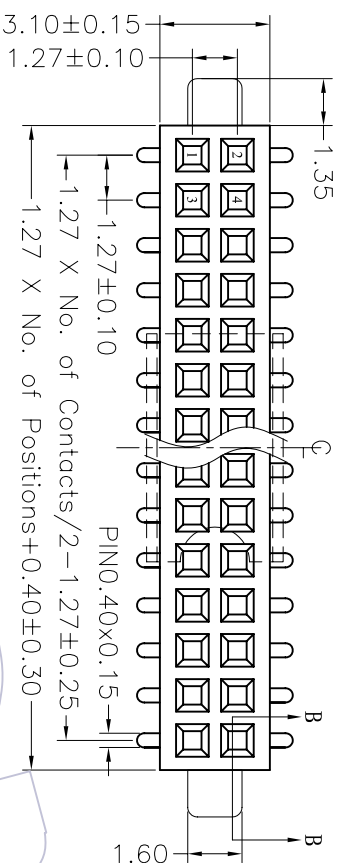 3.10±0.15
1.27±0.10
1.35
1 2
3 4
1.27±0.10
1.27 X No. of Contacts/2-1.27±0.25
1.27 X No. of Positions+0.40±0.30
PIN0.40x0.15
C
B
B
1.60